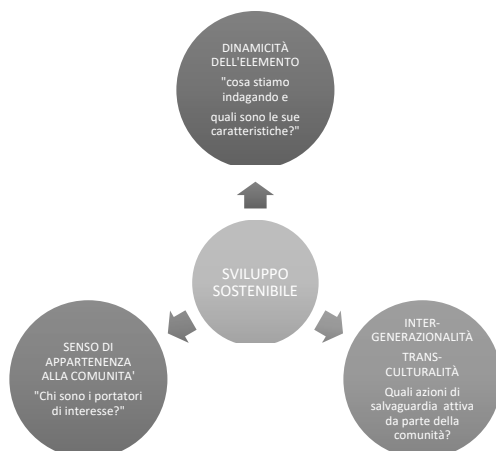 DINAMICITÀ
DELL'ELEMENTO
"cosa stiamo
indagando e
quali sono le sue
caratteristiche?"
SVILUPPO
SOSTENIBILE
SENSO DI
APPARTENENZA
ALLA COMUNITA'
"Chi sono i portatori
di interesse?"
INTER-
GENERAZIONALITÀ
TRANS-
CULTURALITÀ
Quali azioni di
salvaguardia attiva
da parte della
comunità?